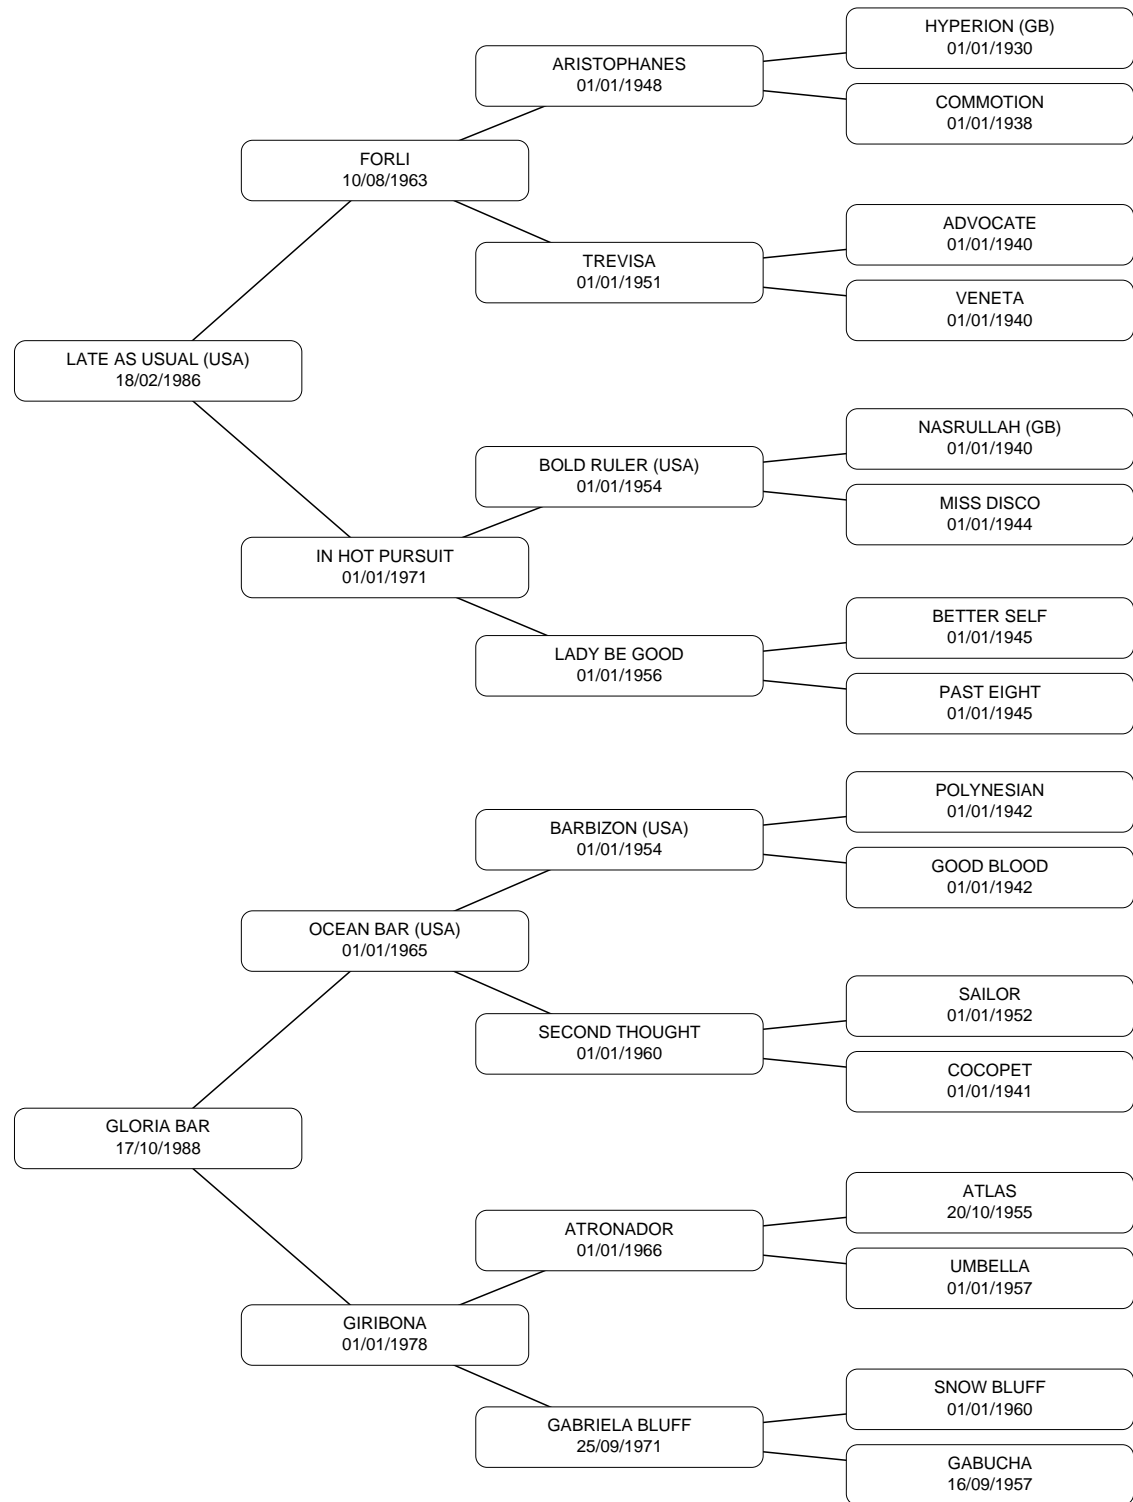 HYPERION (GB)
01/01/1930
ARISTOPHANES
01/01/1948
COMMOTION
01/01/1938
FORLI
10/08/1963
ADVOCATE
01/01/1940
TREVISA
01/01/1951
VENETA
01/01/1940
LATE AS USUAL (USA)
18/02/1986
NASRULLAH (GB)
01/01/1940
BOLD RULER (USA)
01/01/1954
MISS DISCO
01/01/1944
IN HOT PURSUIT
01/01/1971
BETTER SELF
01/01/1945
LADY BE GOOD
01/01/1956
PAST EIGHT
01/01/1945
POLYNESIAN
01/01/1942
BARBIZON (USA)
01/01/1954
GOOD BLOOD
01/01/1942
OCEAN BAR (USA)
01/01/1965
SAILOR
01/01/1952
SECOND THOUGHT
01/01/1960
COCOPET
01/01/1941
GLORIA BAR
17/10/1988
ATLAS
20/10/1955
ATRONADOR
01/01/1966
UMBELLA
01/01/1957
GIRIBONA
01/01/1978
SNOW BLUFF
01/01/1960
GABRIELA BLUFF
25/09/1971
GABUCHA
16/09/1957